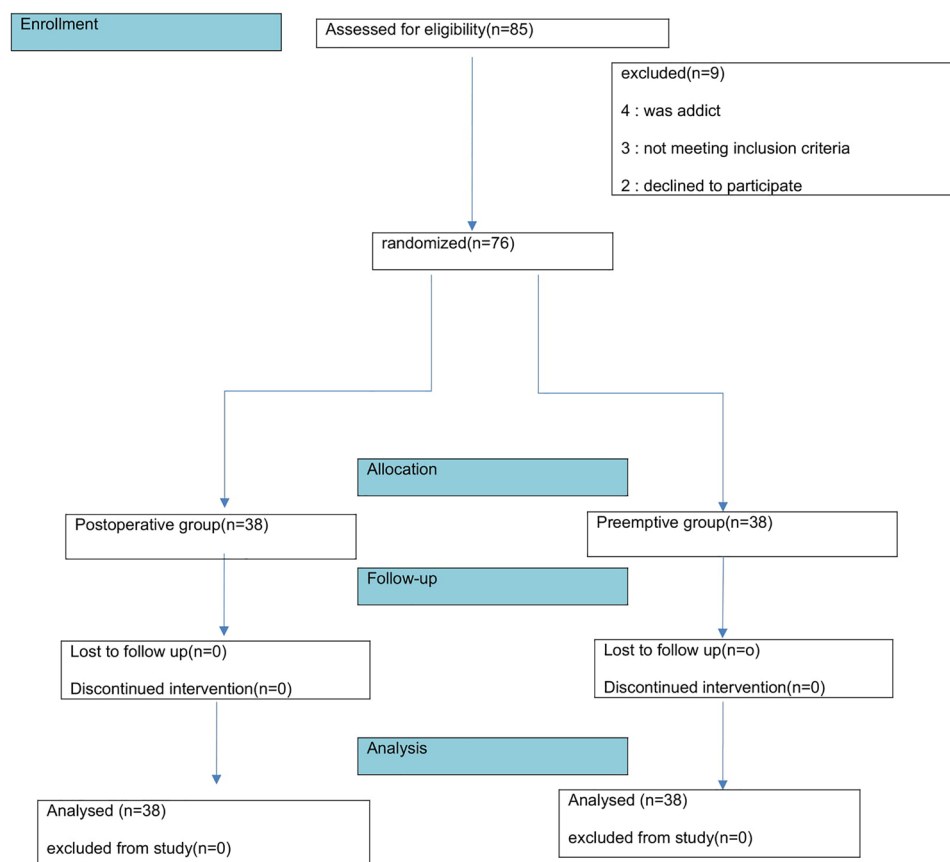 Enrollment
Assessed for eligibility(n=85)
excluded(n=9)
4 : was addict
3 : not meeting inclusion criteria
2 : declined to participate
randomized(n=76)
Allocation
Postoperative group(n=38)
Preemptive group(n=38)
Follow-up
Lost to follow up(n=0)
Discontinued intervention(n=0)
Lost to follow up(n=o)
Discontinued intervention(n=0)
Analysis
Analysed (n=38)
excluded from study(n=0)
Analysed (n=38)
excluded from study(n=0)